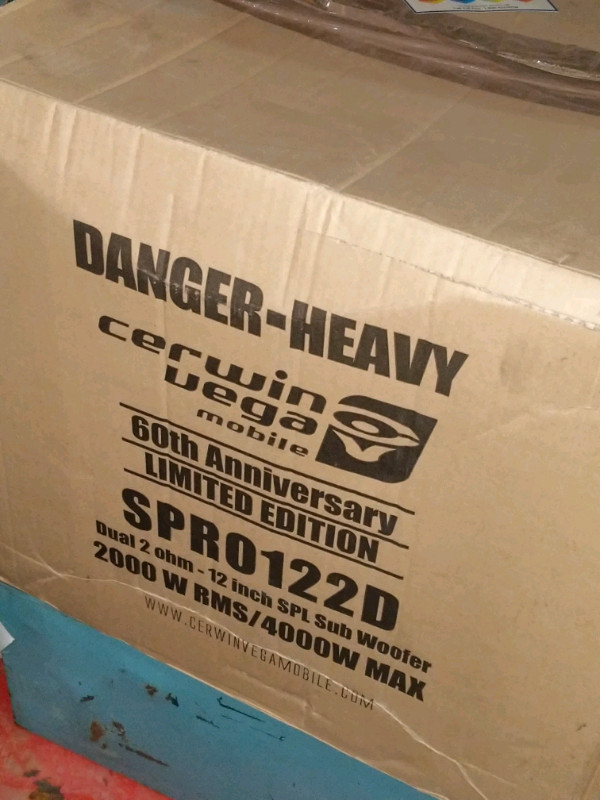 DANGER-HEAVY
cerwin
vega
mobile
60th Anniversary
LIMITED EDITION
SPRO122D
Dual 2 ohm - 12 inch SPL Sub Woofer
2000 W RMS/4000W MAX
WWW.CERWINVEGAMOBILE.COM